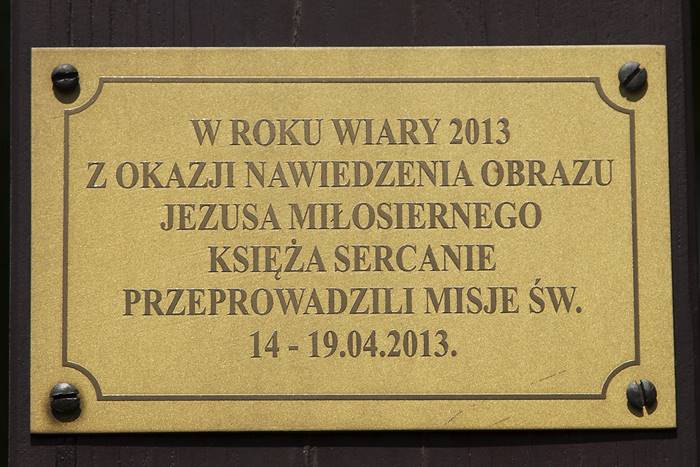 W ROKU WIARY 2013
Z OKAZJI NAWIEDZENIA OBRAZU
JEZUSA MIŁOSIERNEGO
KSIĘŻA SERCANIE
PRZEPROWADZILI MISJE ŚW.
14 - 19.04.2013.